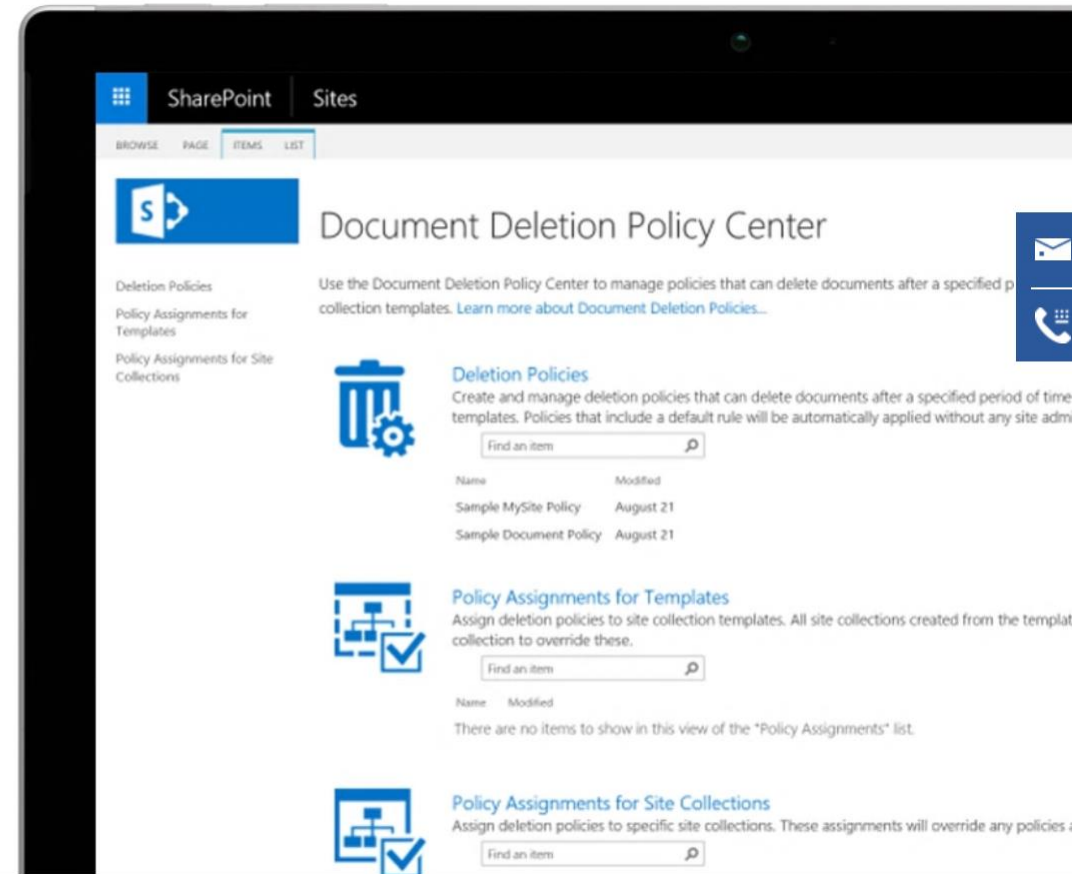 SharePoint Sites
BROWSE PAGE ITEMS LIST
S
Document Deletion Policy Center
Deletion Policies
Policy Assignments for
Templates
Policy Assignments for Site
Collections
Use the Document Deletion Policy Center to manage policies that can delete documents after a specified p
collection templates. Learn more about Document Deletion Policies...
Deletion Policies
Create and manage deletion policies that can delete documents after a specified period of time
templates. Policies that include a default rule will be automatically applied without any site admi
Find an item
Name Modified
Sample MySite Policy August 21
Sample Document Policy August 21
Policy Assignments for Templates
Assign deletion policies to site collection templates. All site collections created from the templat
collection to override these.
Find an item
Name Modified
There are no items to show in this view of the "Policy Assignments" list.
Policy Assignments for Site Collections
Assign deletion policies to specific site collections. These assignments will override any policies a
Find an item